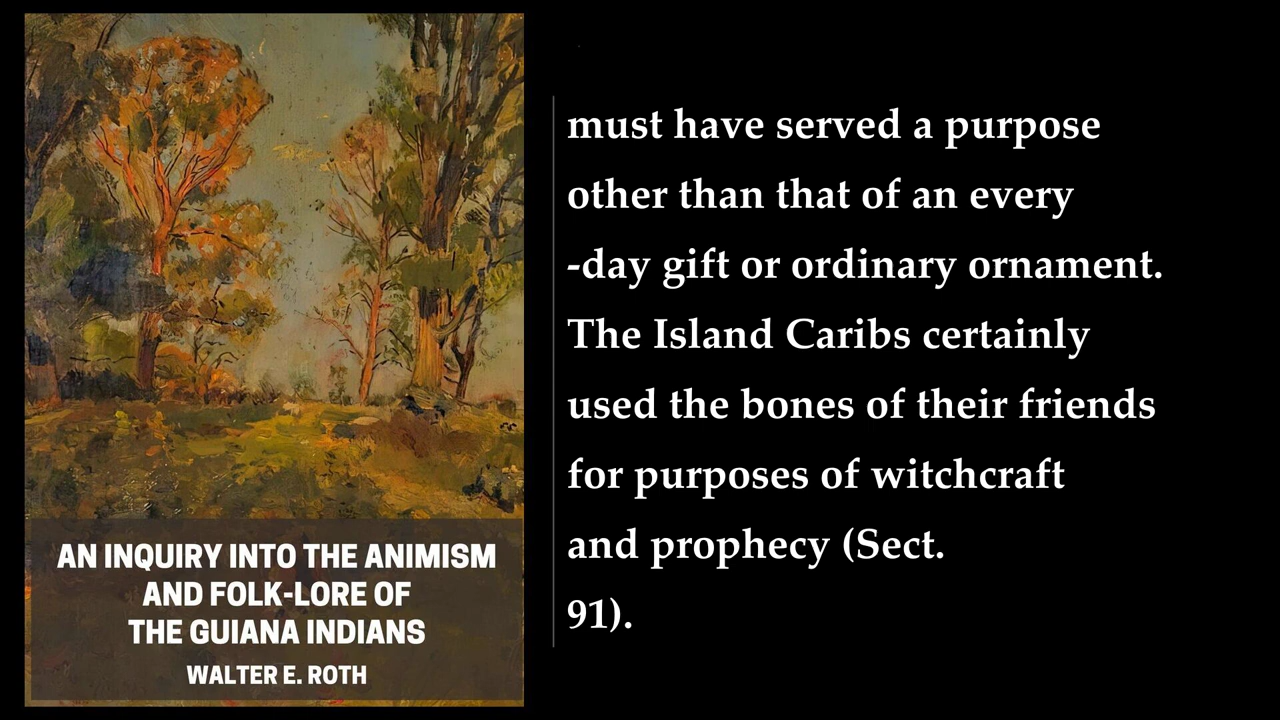 must have served a purpose
other than that of an every
-day gift or ordinary ornament.
The Island Caribs certainly
used the bones of their friends
for purposes of witchcraft
and prophecy (Sect.
91).
AN INQUIRY INTO THE ANIMISM
AND FOLK-LORE OF
THE GUIANA INDIANS
WALTER E. ROTH